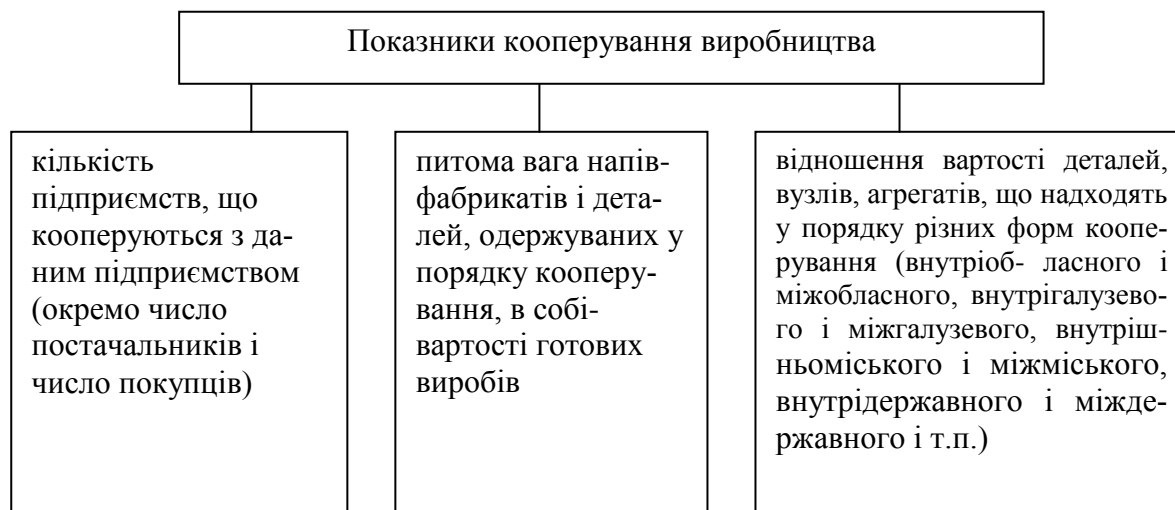 Показники кооперування виробництва
кількість
підприємств, що
кооперуються з да-
ним підприємством
(окремо число
постачальників і
число покупців)
питома вага напів-
фабрикатів і дета-
лей, одержуваних у
порядку кооперу-
вання, в собі-
вартості готових
виробів
відношення вартості деталей,
вузлів, агрегатів, що надходять
у порядку різних форм коопе-
рування (внутріоб- ласного і
міжобласного, внутрігалузево-
го і міжгалузевого, внутріш-
ньоміського і міжміського,
внутрідержавного і міжде-
ржавного і т.п.)